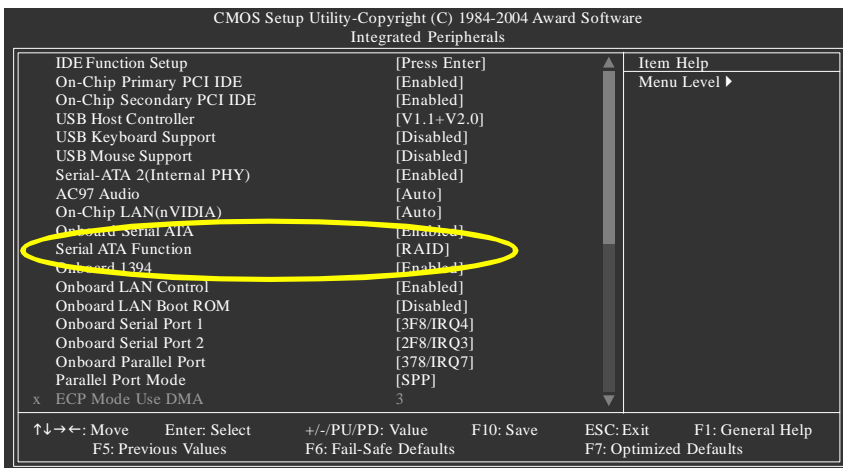 CMOS Setup Utility-Copyright (C) 1984-2004 Award Software
Integrated Peripherals
IDE Function Setup [Press Enter]
On-Chip Primary PCI IDE [Enabled]
On-Chip Secondary PCI IDE [Enabled]
USB Host Controller [V1.1+V2.0]
USB Keyboard Support [Disabled]
USB Mouse Support [Disabled]
Serial-ATA 2(Internal PHY) [Enabled]
AC97 Audio [Auto]
On-Chip LAN(nVIDIA) [Auto]
Onboard Serial ATA [Enabled]
Serial ATA Function [RAID]
Onboard 1394 [Enabled]
Onboard LAN Control [Enabled]
Onboard LAN Boot ROM [Disabled]
Onboard Serial Port 1 [3F8/IRQ4]
Onboard Serial Port 2 [2F8/IRQ3]
Onboard Parallel Port [378/IRQ7]
Parallel Port Mode [SPP]
x ECP Mode Use DMA 3
Item Help
Menu Level
↑↓→←: Move Enter: Select +/-/PU/PD: Value F10: Save ESC: Exit F1: General Help
F5: Previous Values F6: Fail-Safe Defaults F7: Optimized Defaults